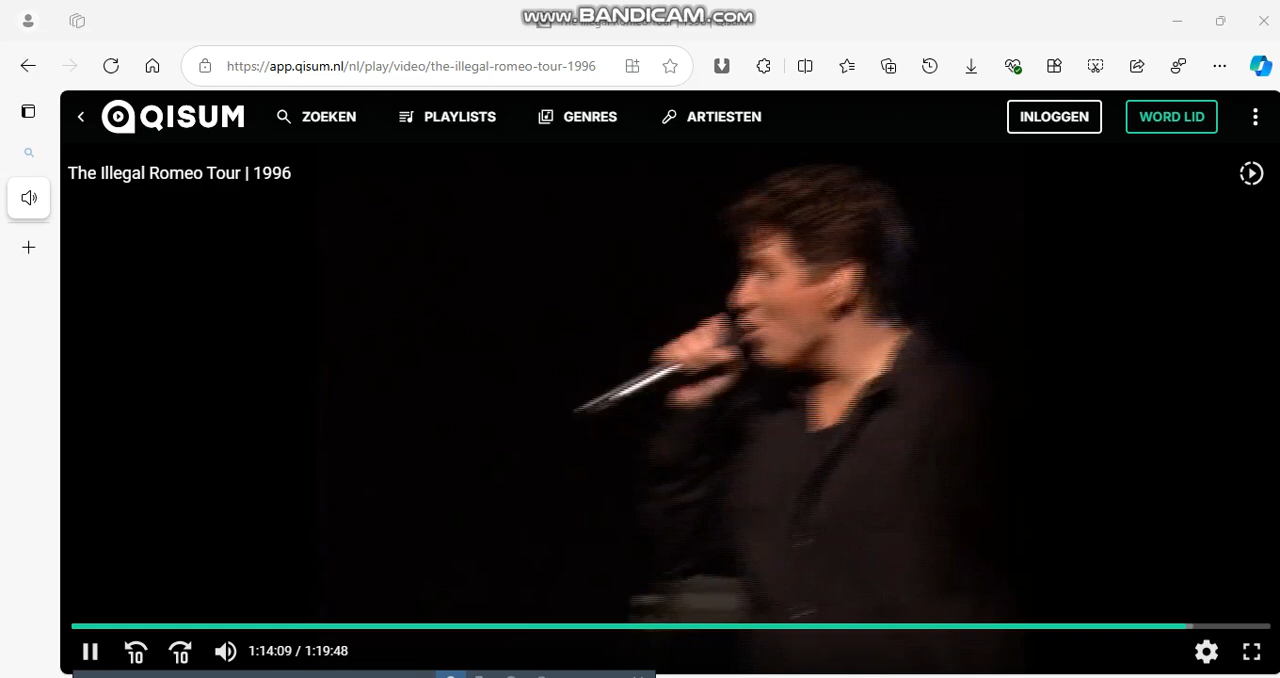 www.BANDICAM.com
https://app.qisum.nl/nl/play/video/the-illegal-romeo-tour-1996
QISUM
ZOEKEN
PLAYLISTS
GENRES
ARTIESTEN
INLOGGEN
WORD LID
The Illegal Romeo Tour | 1996
10
10
1:14:09 / 1:19:48